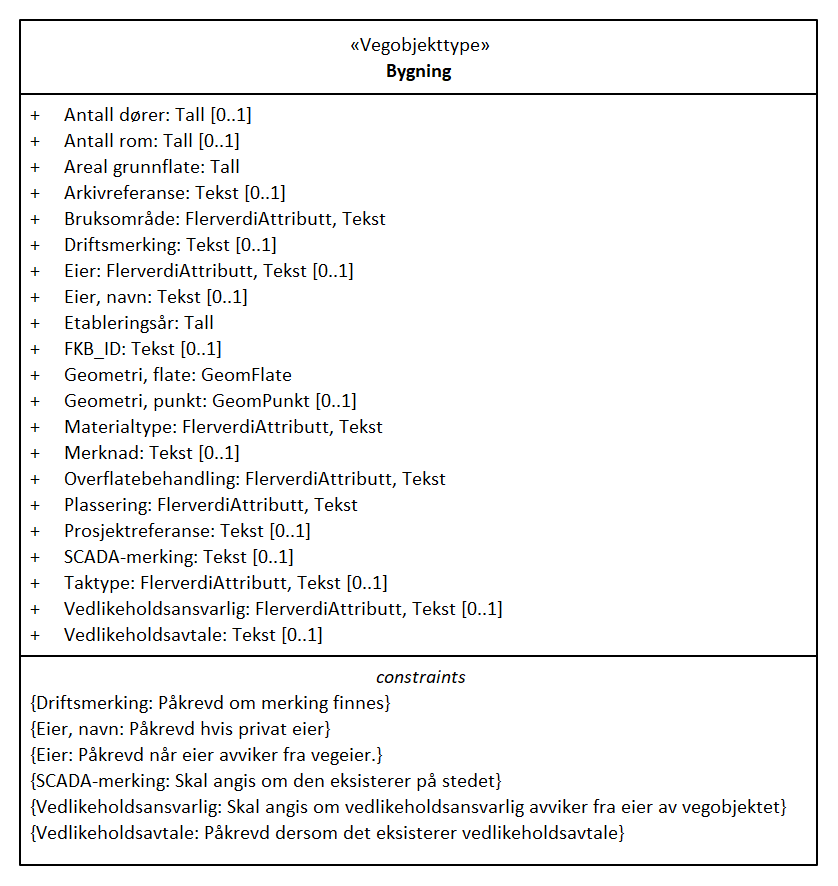 «Vegobjekttype»
Bygning
+ Antall dører: Tall [0..1]
+ Antall rom: Tall [0..1]
+ Areal grunnflate: Tall
+ Arkivreferanse: Tekst [0..1]
+ Bruksområde: FlerverdiAttributt, Tekst
+ Driftsmerking: Tekst [0..1]
+ Eier: FlerverdiAttributt, Tekst [0..1]
+ Eier, navn: Tekst [0..1]
+ Etableringsår: Tall
+ FKB_ID: Tekst [0..1]
+ Geometri, flate: GeomFlate
+ Geometri, punkt: GeomPunkt [0..1]
+ Materialtype: FlerverdiAttributt, Tekst
+ Merknad: Tekst [0..1]
+ Overflatebehandling: FlerverdiAttributt, Tekst
+ Plassering: FlerverdiAttributt, Tekst
+ Prosjektreferanse: Tekst [0..1]
+ SCADA-merking: Tekst [0..1]
+ Taktype: FlerverdiAttributt, Tekst [0..1]
+ Vedlikeholdsansvarlig: FlerverdiAttributt, Tekst [0..1]
+ Vedlikeholdsavtale: Tekst [0..1]
constraints
{Driftsmerking: Påkrevd om merking finnes}
{Eier, navn: Påkrevd hvis privat eier}
{Eier: Påkrevd når eier avviker fra vegeier.}
{SCADA-merking: Skal angis om den eksisterer på stedet}
{Vedlikeholdsansvarlig: Skal angis om vedlikeholdsansvarlig avviker fra eier av vegobjektet}
{Vedlikeholdsavtale: Påkrevd dersom det eksisterer vedlikeholdsavtale}